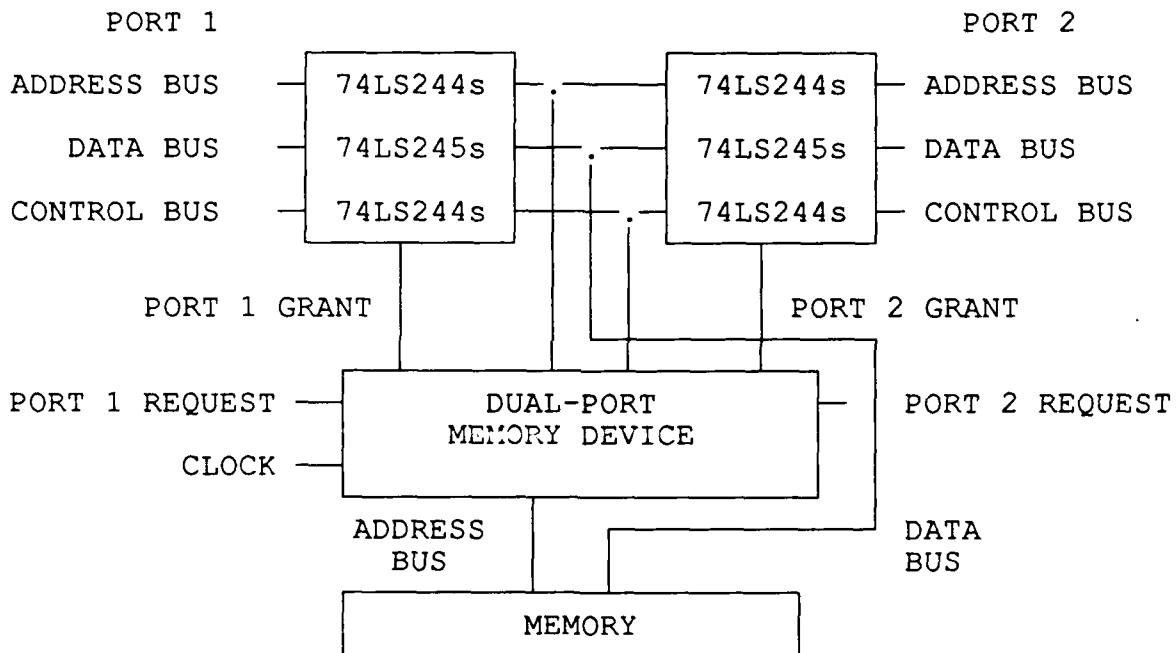 PORT 1 PORT 2
ADDRESS BUS 74LS244s 74LS244s ADDRESS BUS
DATA BUS 74LS245s 74LS245s DATA BUS
CONTROL BUS 74LS244s 74LS244s CONTROL BUS
PORT 1 GRANT PORT 2 GRANT
PORT 1 REQUEST DUAL-PORT PORT 2 REQUEST
MEMORY DEVICE
CLOCK
ADDRESS DATA
BUS BUS
MEMORY